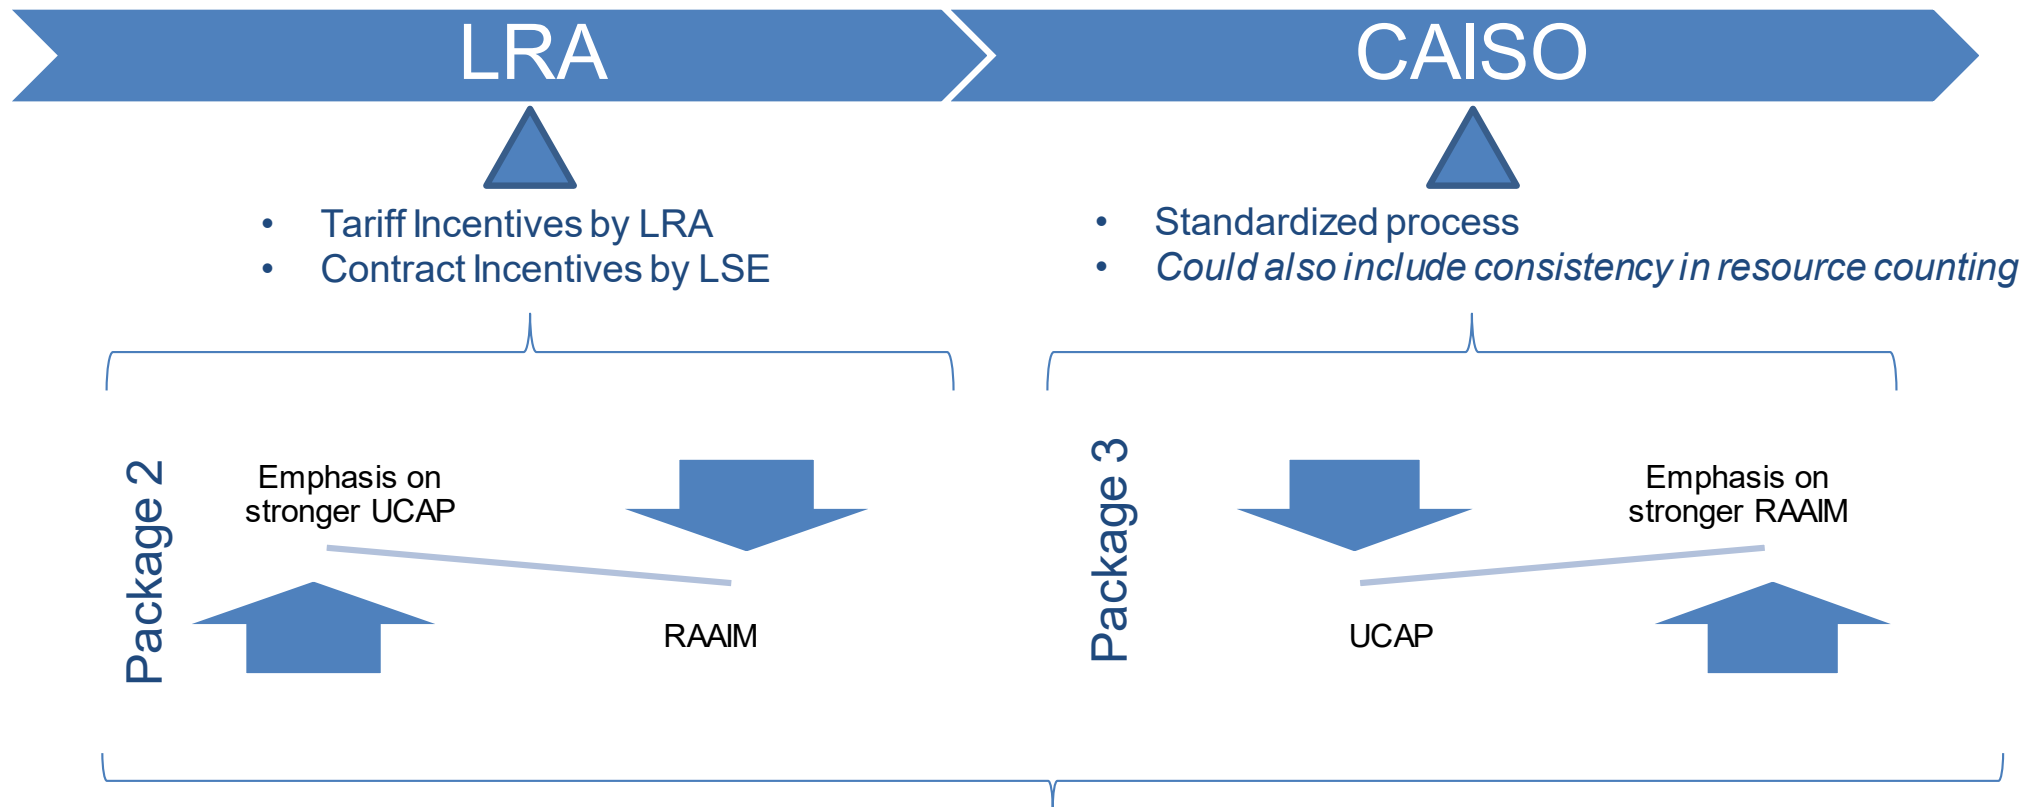 LRA
CAISO
• Tariff Incentives by LRA
• Contract Incentives by LSE
• Standardized process
• Could also include consistency in resource counting
Package 2
Emphasis on
stronger UCAP
RAAIM
Package 3
UCAP
Emphasis on
stronger RAAIM